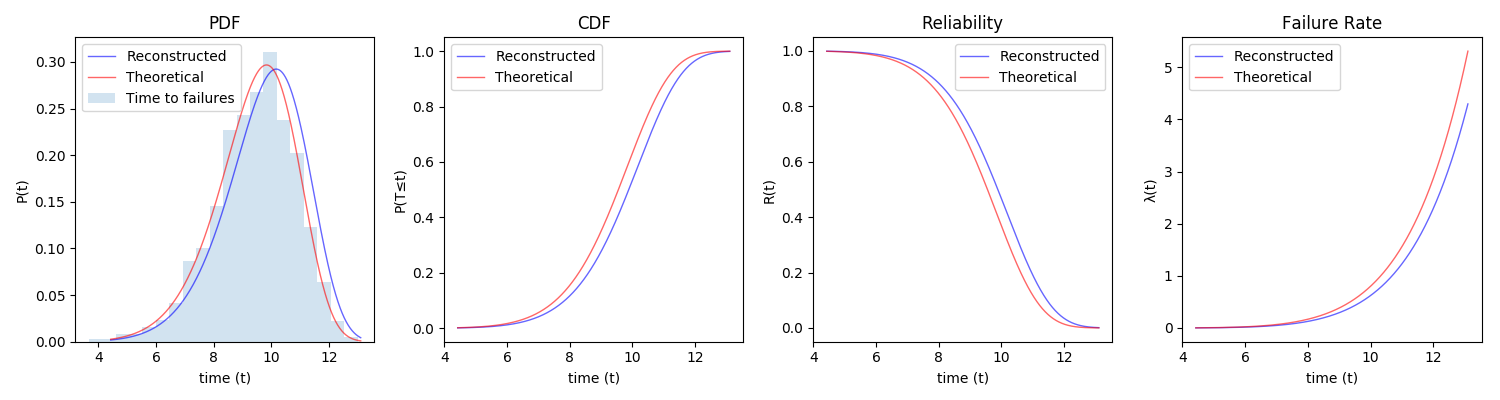 PDF
P(t)
0.30
0.25
0.20
0.15
0.10
0.05
0.00
Reconstructed
Theoretical
Time to failures
4 6 8 10 12
time (t)
CDF
P(T≤t)
1.0
0.8
0.6
0.4
0.2
0.0
Reconstructed
Theoretical
4 6 8 10 12
time (t)
Reliability
R(t)
1.0
0.8
0.6
0.4
0.2
0.0
Reconstructed
Theoretical
4 6 8 10 12
time (t)
Failure Rate
λ(t)
5
4
3
2
1
0
Reconstructed
Theoretical
4 6 8 10 12
time (t)